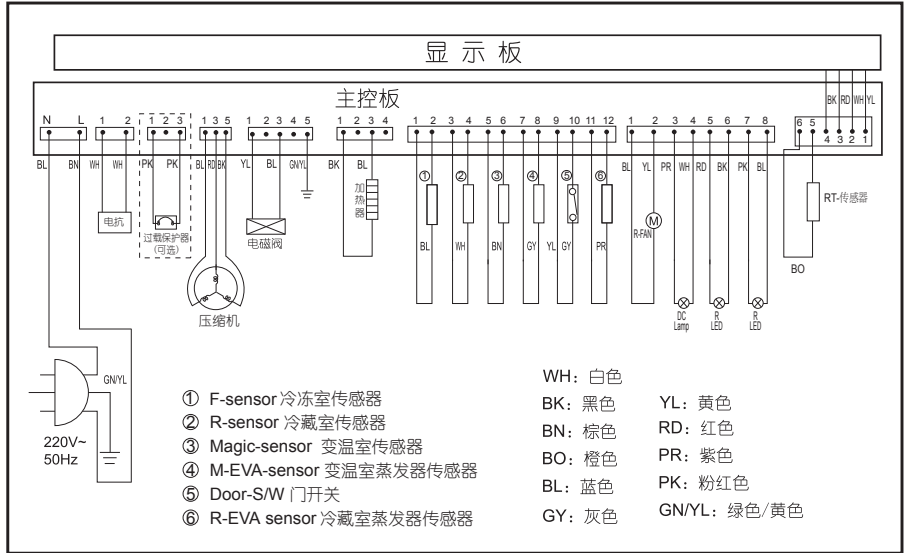 显 示 板
BK RD WH YL
主控板
N L 1 2 1 2 3 1 3 5 1 2 3 4 5 1 2 3 4 1 2 3 4 5 6 7 8 9 10 11 12 1 2 3 4 5 6 7 8 6 5 4 3 2 1
BL BN WH WH PK PK BL RD BK YL BL GN/YL BK BL BL YL PR WH RD BK PK BL
① ② ③ ④ ⑤ ⑥
电抗
过载保护器
(可选)
电磁阀
加热器
RT-传感器
M
R-FAN
BL WH BN GY YL GY PR
BO
压缩机
DC
Lamp
R
LED
R
LED
GN/YL
220V~
50Hz
① F-sensor 冷冻室传感器
② R-sensor 冷藏室传感器
③ Magic-sensor 变温室传感器
④ M-EVA-sensor 变温室蒸发器传感器
⑤ Door-S/W 门开关
⑥ R-EVA sensor 冷藏室蒸发器传感器
WH：白色
BK：黑色
BN：棕色
BO：橙色
BL：蓝色
GY：灰色
YL：黄色
RD：红色
PR：紫色
PK：粉红色
GN/YL：绿色/黄色